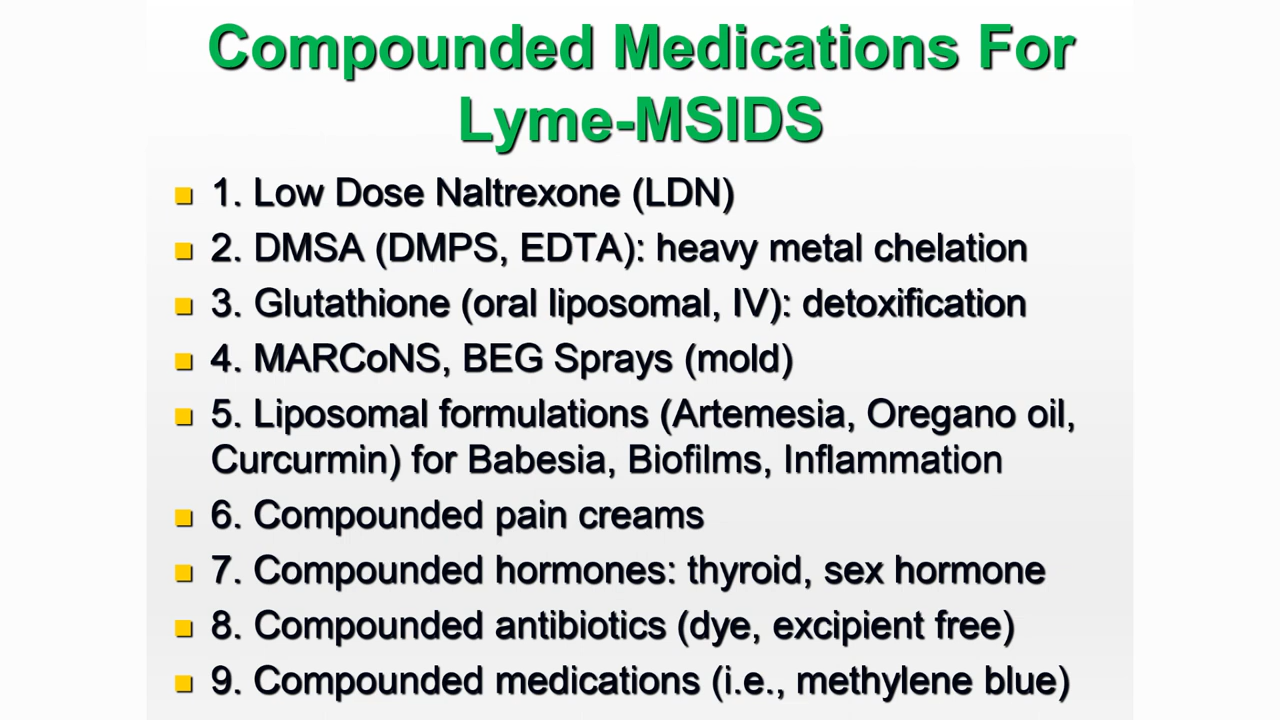 Compounded Medications For
Lyme-MSIDS
1. Low Dose Naltrexone (LDN)
2. DMSA (DMPS, EDTA): heavy metal chelation
3. Glutathione (oral liposomal, IV): detoxification
4. MARCoNS, BEG Sprays (mold)
5. Liposomal formulations (Artemesia, Oregano oil,
Curcurmin) for Babesia, Biofilms, Inflammation
6. Compounded pain creams
7. Compounded hormones: thyroid, sex hormone
8. Compounded antibiotics (dye, excipient free)
9. Compounded medications (i.e., methylene blue)